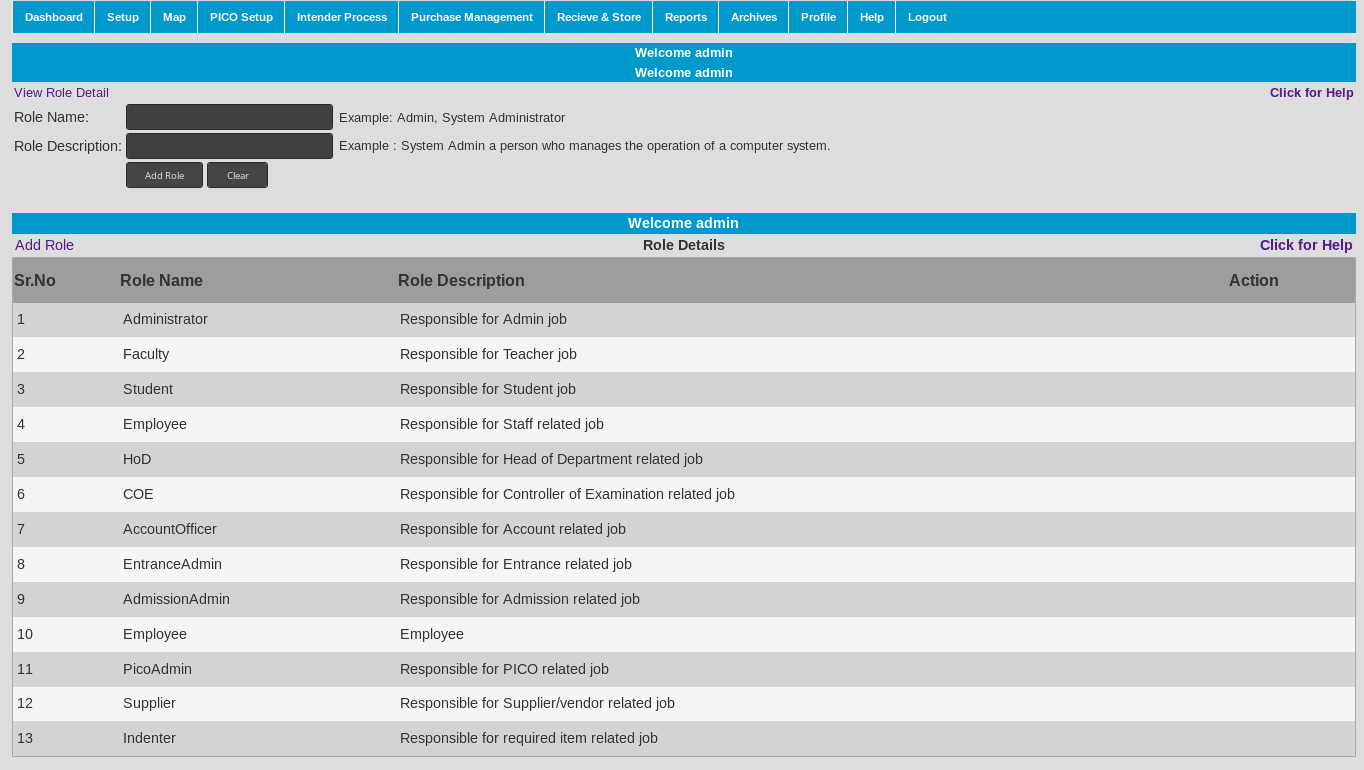 Dashboard Setup Map PICO Setup Intender Process Purchase Management Recieve & Store Reports Archives Profile Help Logout
Welcome admin
Welcome admin
View Role Detail Click for Help
Role Name: Example: Admin, System Administrator
Role Description: Example : System Admin a person who manages the operation of a computer system.
Add Role Clear
Welcome admin
Add Role Role Details Click for Help
Sr.No Role Name Role Description Action
1 Administrator Responsible for Admin job
2 Faculty Responsible for Teacher job
3 Student Responsible for Student job
4 Employee Responsible for Staff related job
5 HoD Responsible for Head of Department related job
6 COE Responsible for Controller of Examination related job
7 AccountOfficer Responsible for Account related job
8 EntranceAdmin Responsible for Entrance related job
9 AdmissionAdmin Responsible for Admission related job
10 Employee Employee
11 PicoAdmin Responsible for PICO related job
12 Supplier Responsible for Supplier/vendor related job
13 Indenter Responsible for required item related job